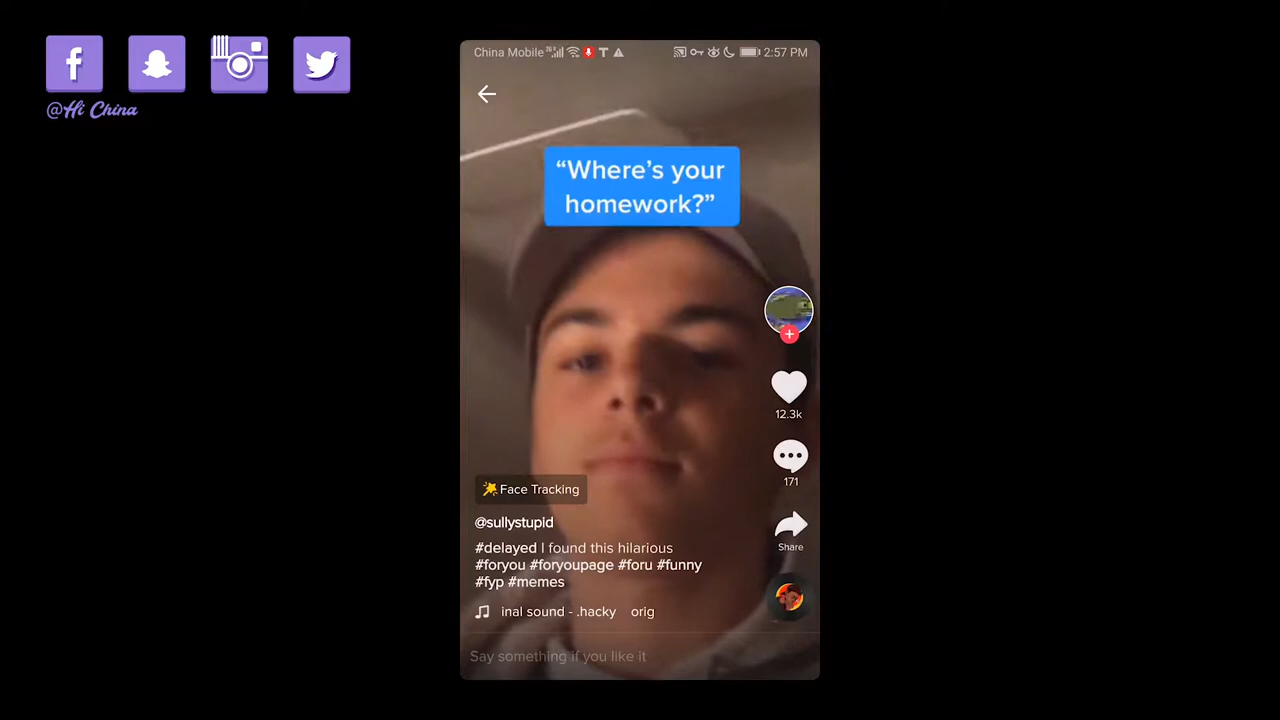 @Hi China
China Mobile 2:57 PM
“Where’s your
homework?”
12.3k
171
Share
Face Tracking
@sullystupid
#delayed I found this hilarious
#foryou #foryoupage #foru #funny
#fyp #memes
inal sound - .hacky orig
Say something if you like it